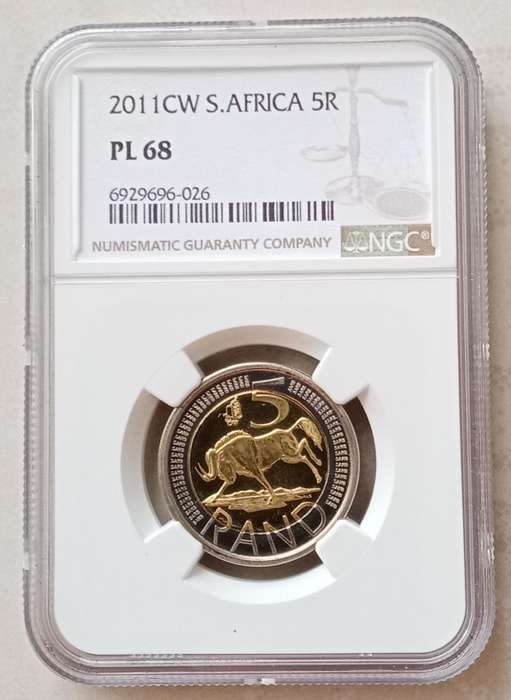 2011CW S.AFRICA 5R
PL 68
6929696-026
NUMISMATIC GUARANTY COMPANY NGC®
5
RAND